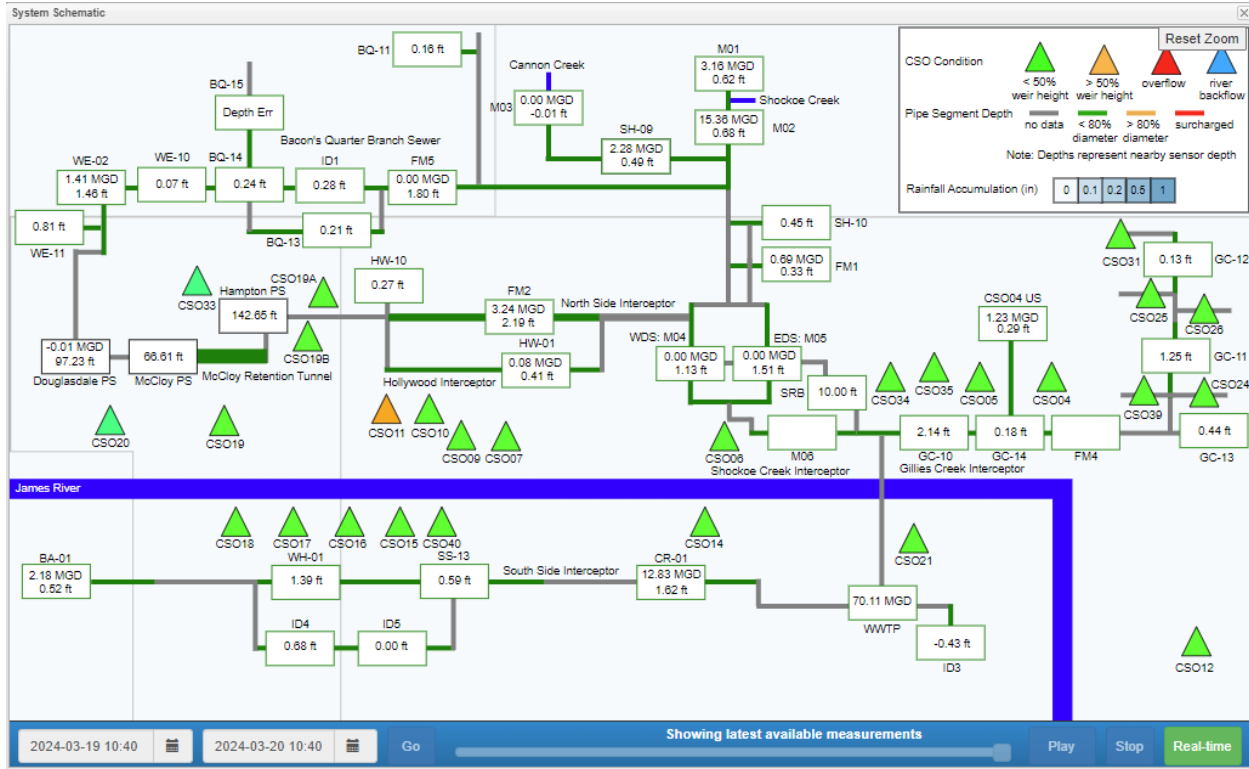 System Schematic
Reset Zoom
CSO Condition
< 50%
weir height
> 50%
weir height
overflow
river
backflow
Pipe Segment Depth
no data
< 80%
diameter
> 80%
diameter
surcharged
Note: Depths represent nearby sensor depth
Rainfall Accumulation (in)
0
0.1
0.2
0.5
1
BQ-11
0.16 ft
M01
3.16 MGD
0.62 ft
Cannon Creek
BQ-15
Depth Err
M03
0.00 MGD
-0.01 ft
Shockoe Creek
15.36 MGD
0.68 ft
M02
SH-09
2.28 MGD
0.49 ft
Bacon's Quarter Branch Sewer
WE-02
1.41 MGD
1.46 ft
WE-10
0.07 ft
BQ-14
0.24 ft
ID1
0.28 ft
FM5
0.00 MGD
1.80 ft
0.81 ft
WE-11
BQ-13
0.21 ft
0.45 ft
SH-10
0.69 MGD
0.33 ft
FM1
CSO31
0.13 ft
GC-12
HW-10
0.27 ft
CSO19A
CSO33
Hampton PS
142.65 ft
FM2
3.24 MGD
2.19 ft
North Side Interceptor
CSO04 US
1.23 MGD
0.29 ft
CSO25
CSO26
CSO19B
WDS: M04
0.00 MGD
1.13 ft
EDS: M05
0.00 MGD
1.51 ft
HW-01
0.08 MGD
0.41 ft
1.25 ft
GC-11
-0.01 MGD
97.23 ft
Douglasdale PS
66.61 ft
McCloy PS
McCloy Retention Tunnel
Hollywood Interceptor
SRB
10.00 ft
CSO34
CSO35
CSO05
CSO04
CSO24
CSO39
CSO20
CSO19
CSO11
CSO10
CSO09
CSO07
CSO06
M06
Shockoe Creek Interceptor
2.14 ft
GC-10
0.18 ft
GC-14
Gillies Creek Interceptor
FM4
0.44 ft
GC-13
James River
CSO18
CSO17
CSO16
CSO15
CSO40
CSO14
CSO21
BA-01
2.18 MGD
0.52 ft
WH-01
1.39 ft
SS-13
0.59 ft
South Side Interceptor
CR-01
12.83 MGD
1.62 ft
70.11 MGD
WWTP
ID4
0.68 ft
ID5
0.00 ft
-0.43 ft
ID3
CSO12
2024-03-19 10:40
2024-03-20 10:40
Go
Showing latest available measurements
Play
Stop
Real-time